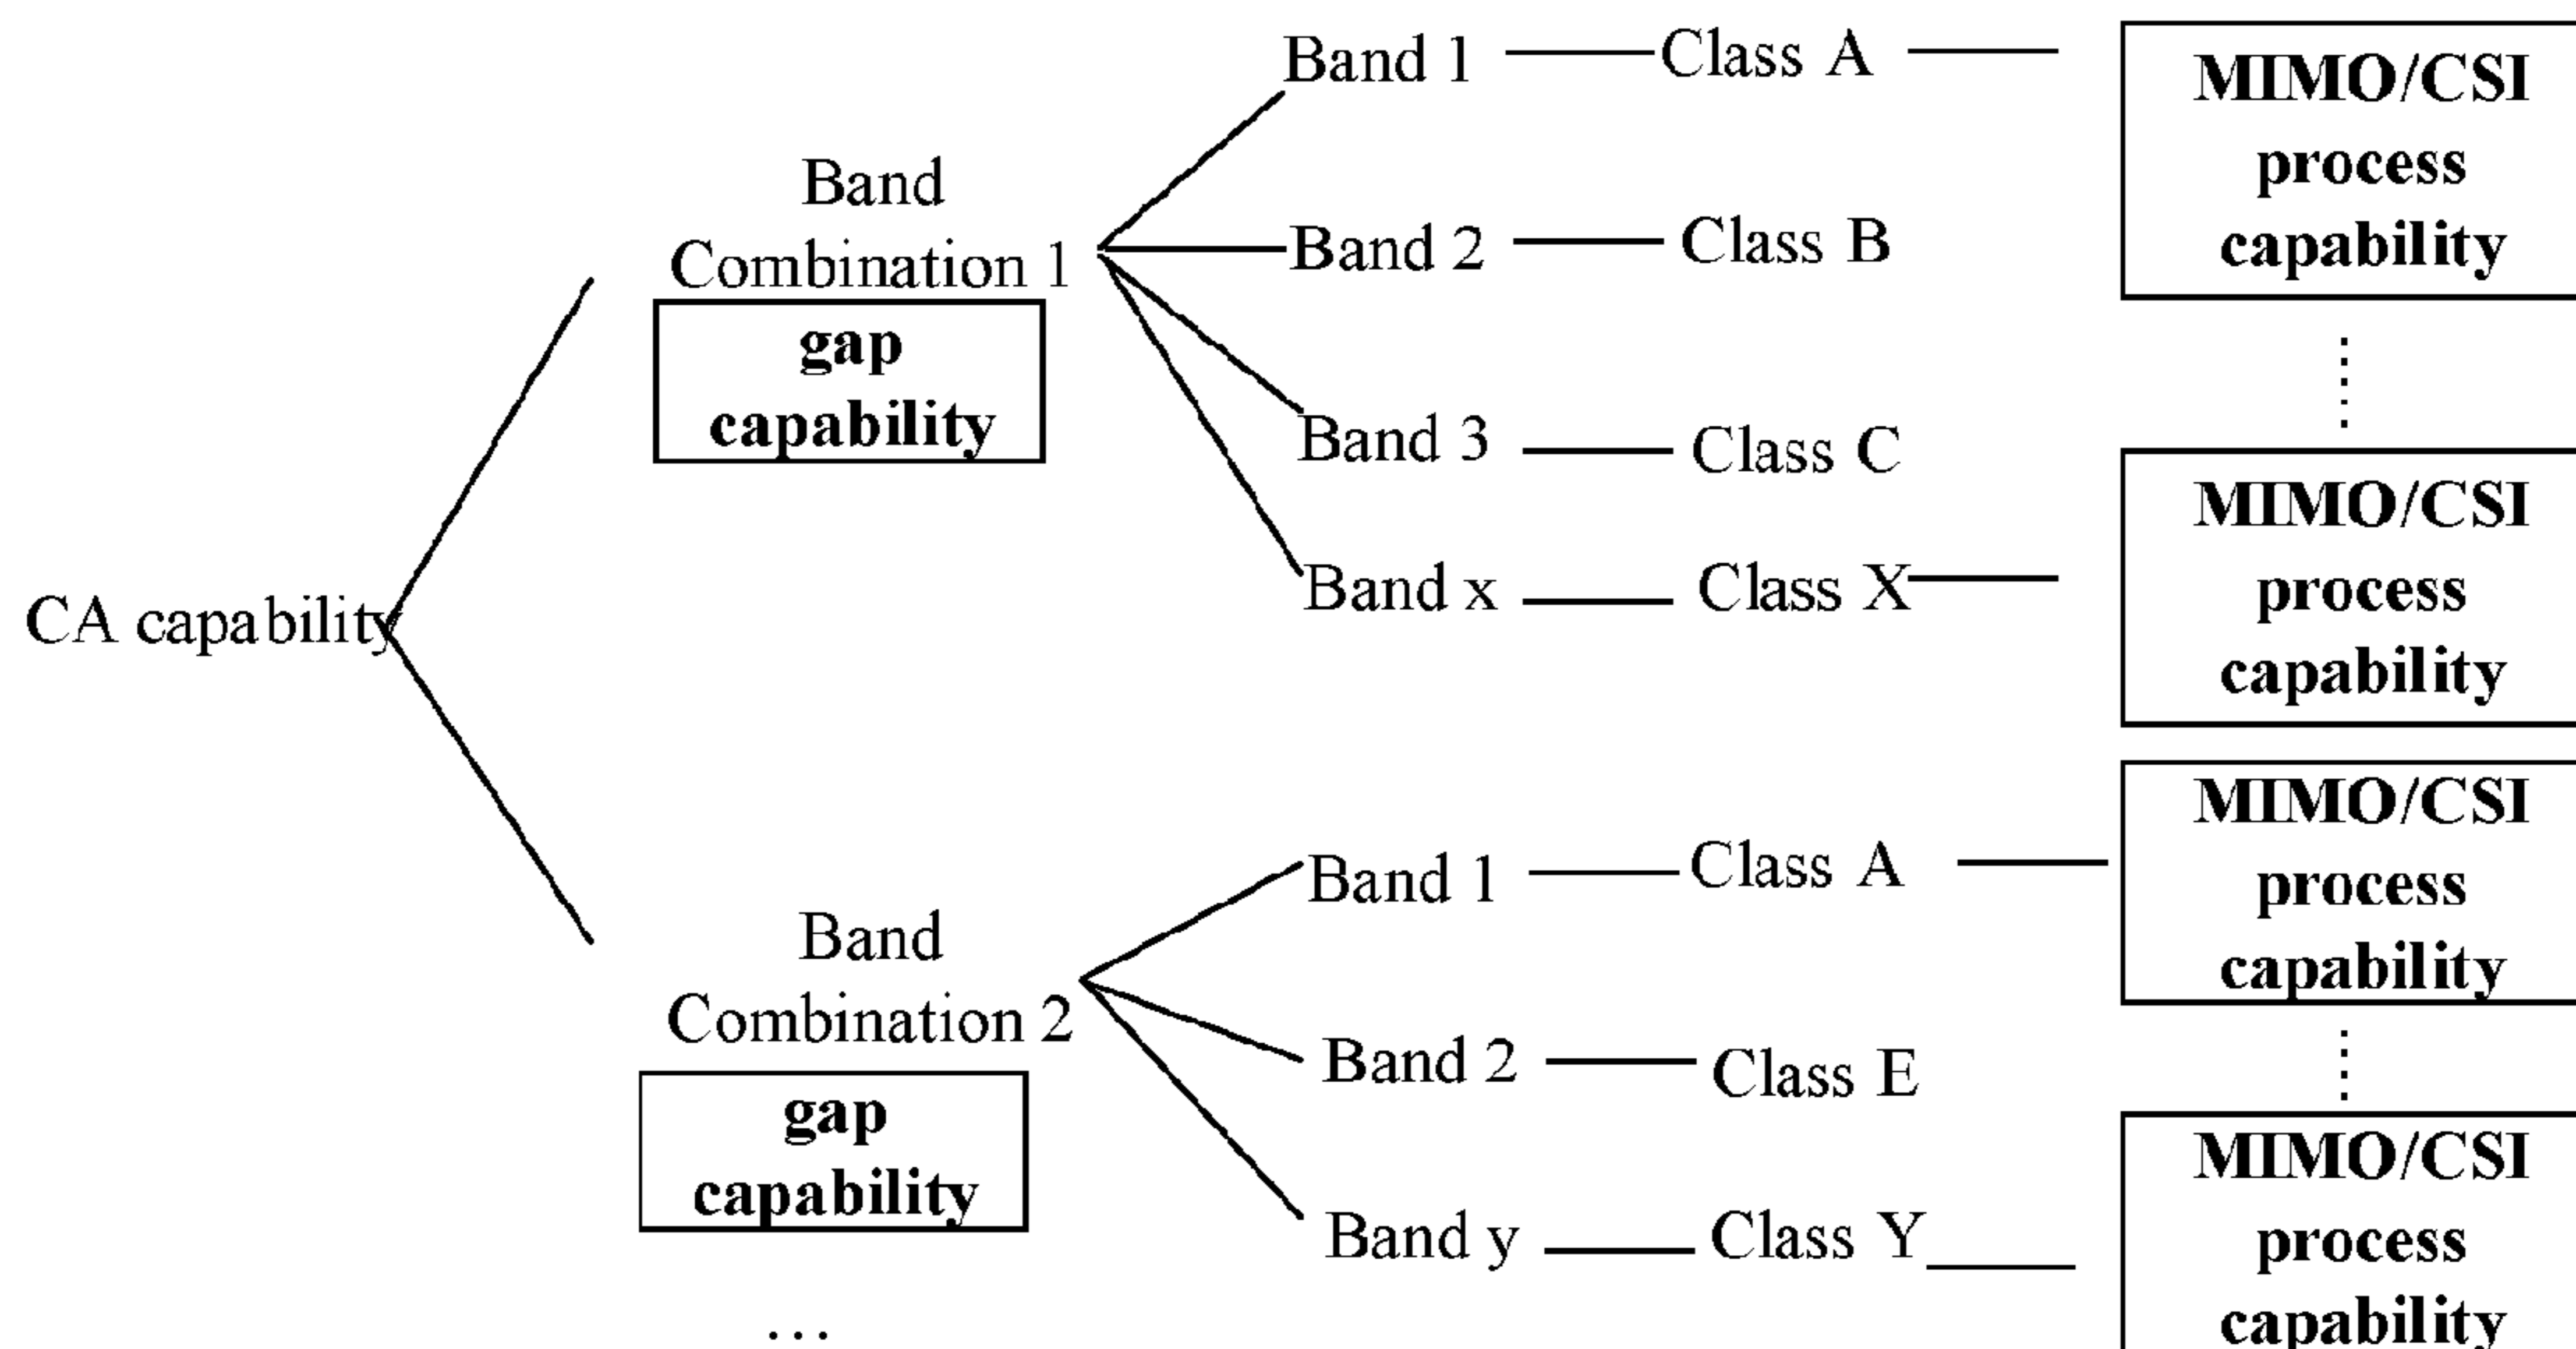 CA capability
Band
Combination 1
gap
capability
Band 1
Class A
MIMO/CSI
process
capability
Band 2
Class B
Band 3
Class C
Band x
Class X
MIMO/CSI
process
capability
Band
Combination 2
gap
capability
Band 1
Class A
MIMO/CSI
process
capability
Band 2
Class E
Band y
Class Y
MIMO/CSI
process
capability
...